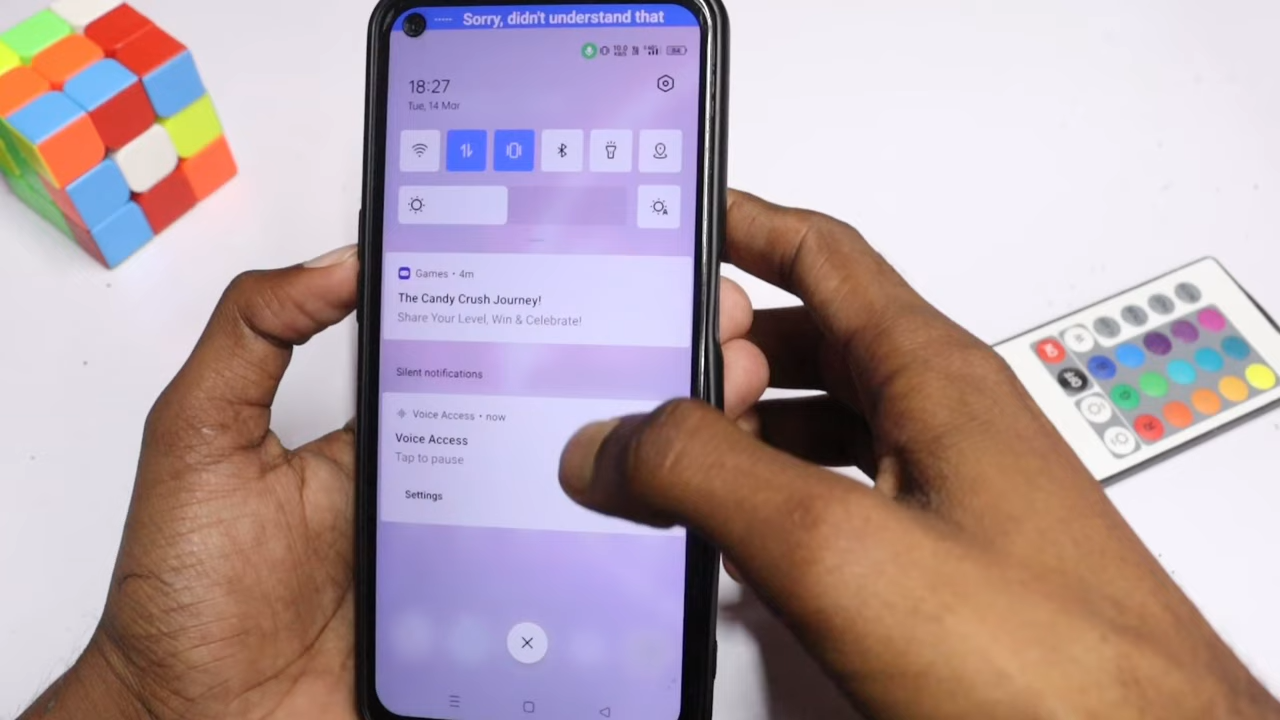 Sorry, didn't understand that
18:27
Tue, 14 Mar
Games • 4m
The Candy Crush Journey!
Share Your Level, Win & Celebrate!
Silent notifications
Voice Access • now
Voice Access
Tap to pause
Settings